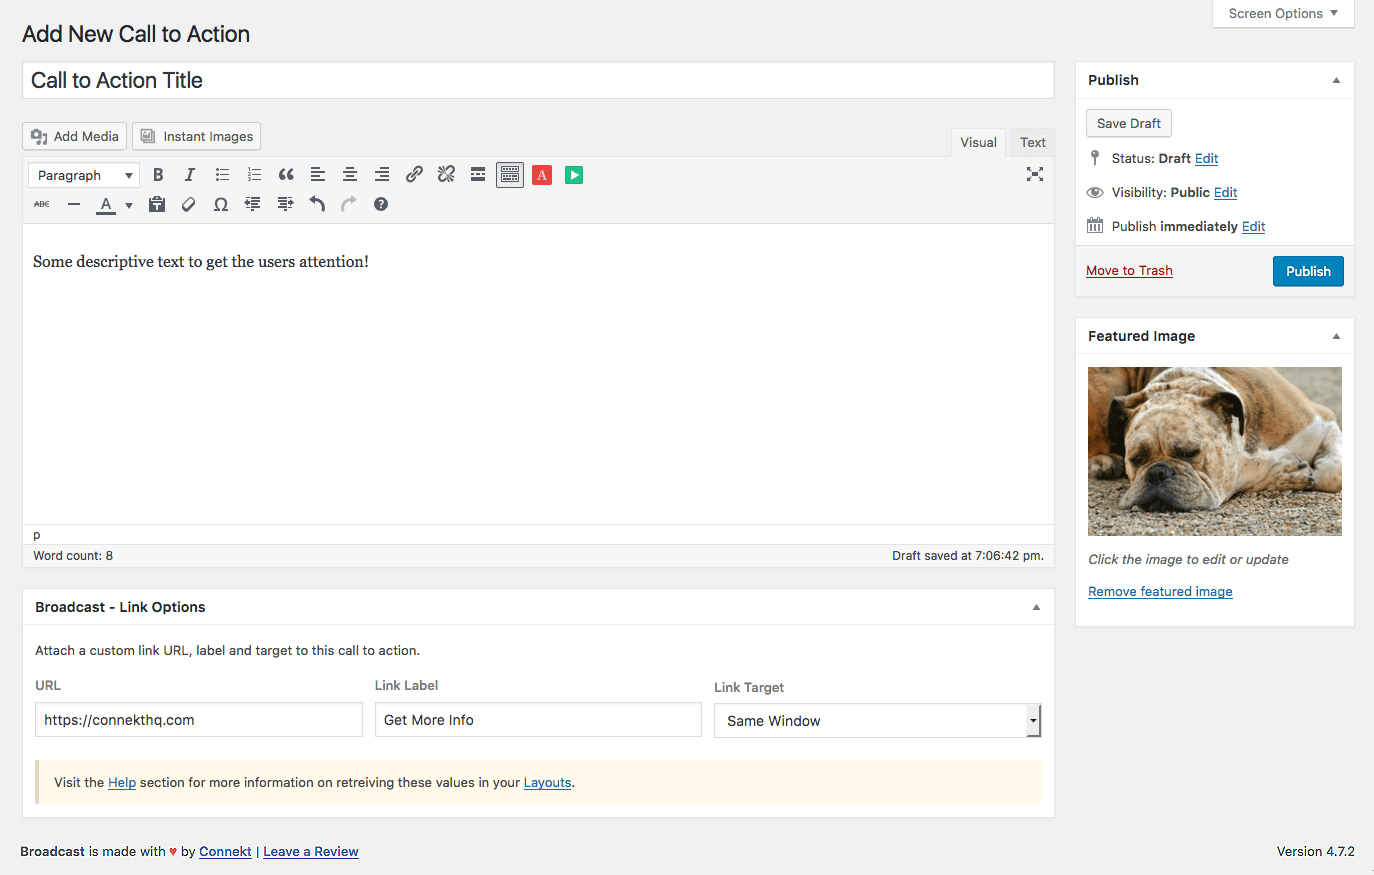 Screen Options
Add New Call to Action
Call to Action Title
Add Media Instant Images
Visual Text
Paragraph
ABC
Some descriptive text to get the users attention!
p
Word count: 8 Draft saved at 7:06:42 pm.
Broadcast - Link Options
Attach a custom link URL, label and target to this call to action.
URL Link Label Link Target
https://connekthq.com Get More Info Same Window
Visit the Help section for more information on retreiving these values in your Layouts.
Publish
Save Draft
Status: Draft Edit
Visibility: Public Edit
Publish immediately Edit
Move to Trash Publish
Featured Image
Click the image to edit or update
Remove featured image
Broadcast is made with ♥ by Connekt | Leave a Review
Version 4.7.2